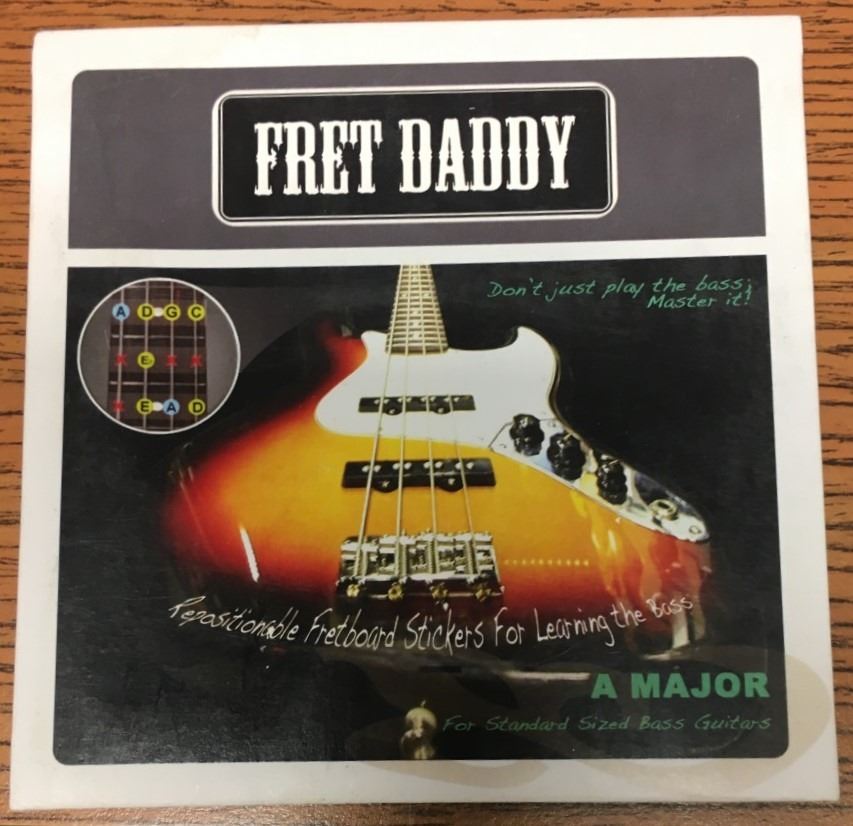 FRET DADDY
Don't just play the bass;
Master it!
A D G C
X E X X
X E A D
Repositionable Fretboard Stickers For Learning the Bass
A MAJOR
For Standard Sized Bass Guitars